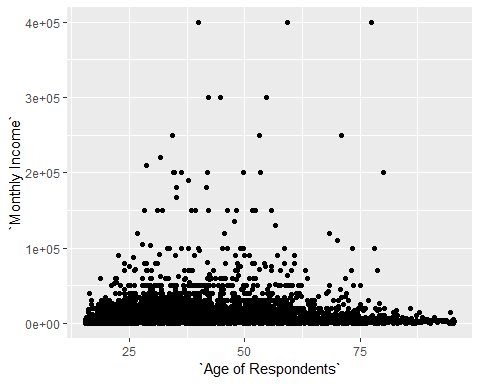 4e+05
3e+05
2e+05
1e+05
0e+00
`Monthly Income`
25
50
75
`Age of Respondents`